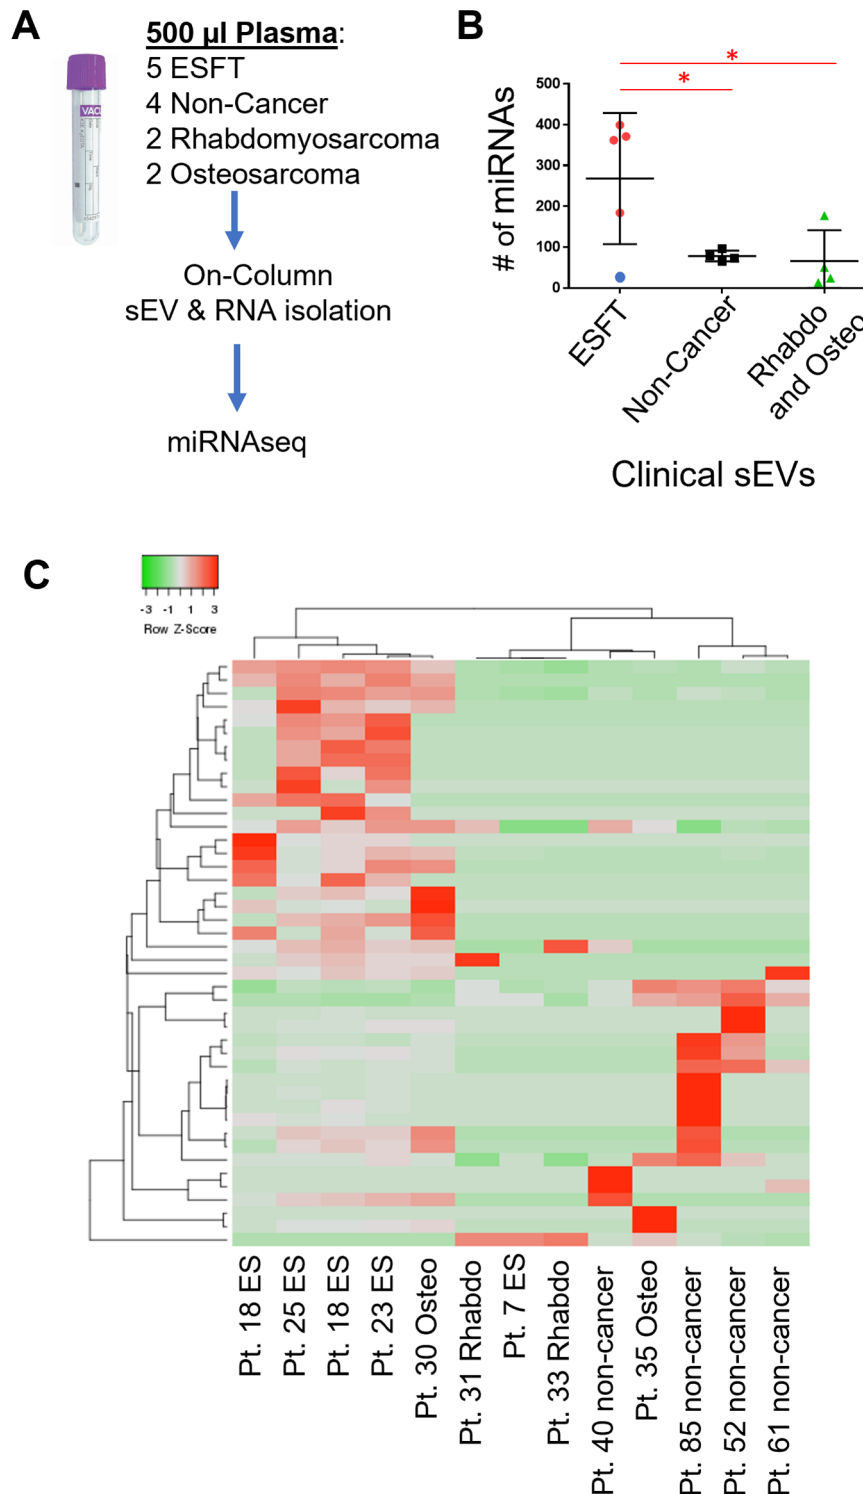 A
500 µl Plasma:
5 ESFT
4 Non-Cancer
2 Rhabdomyosarcoma
2 Osteosarcoma
On-Column
sEV & RNA isolation
miRNAseq
VAC
B
*
*
# of miRNAs
500
400
300
200
100
0
ESFT
Non-Cancer
Rhabdo
and Osteo
Clinical sEVs
C
-3 -1 1 3
Row Z-Score
Pt. 18 ES
Pt. 25 ES
Pt. 18 ES
Pt. 23 ES
Pt. 30 Osteo
Pt. 31 Rhabdo
Pt. 7 ES
Pt. 33 Rhabdo
Pt. 40 non-cancer
Pt. 35 Osteo
Pt. 85 non-cancer
Pt. 52 non-cancer
Pt. 61 non-cancer